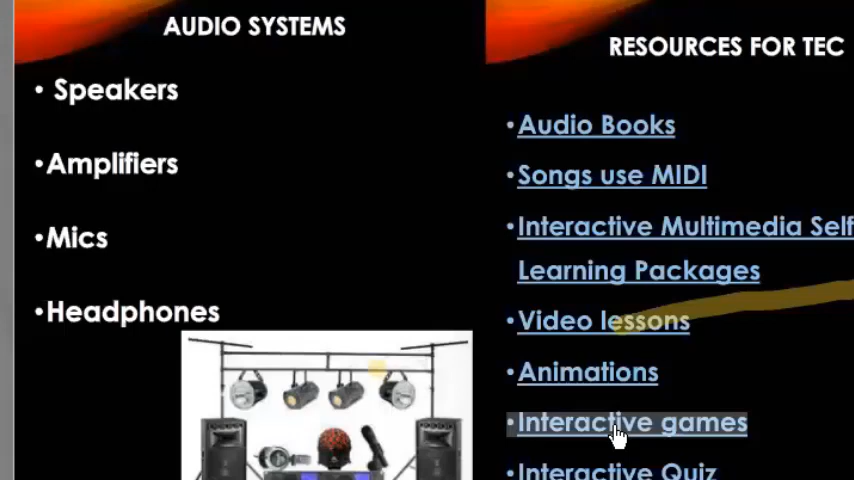 AUDIO SYSTEMS
• Speakers
•Amplifiers
•Mics
•Headphones
RESOURCES FOR TEC
•Audio Books
•Songs use MIDI
•Interactive Multimedia Self
Learning Packages
•Video lessons
•Animations
•Interactive games
•Interactive Quiz